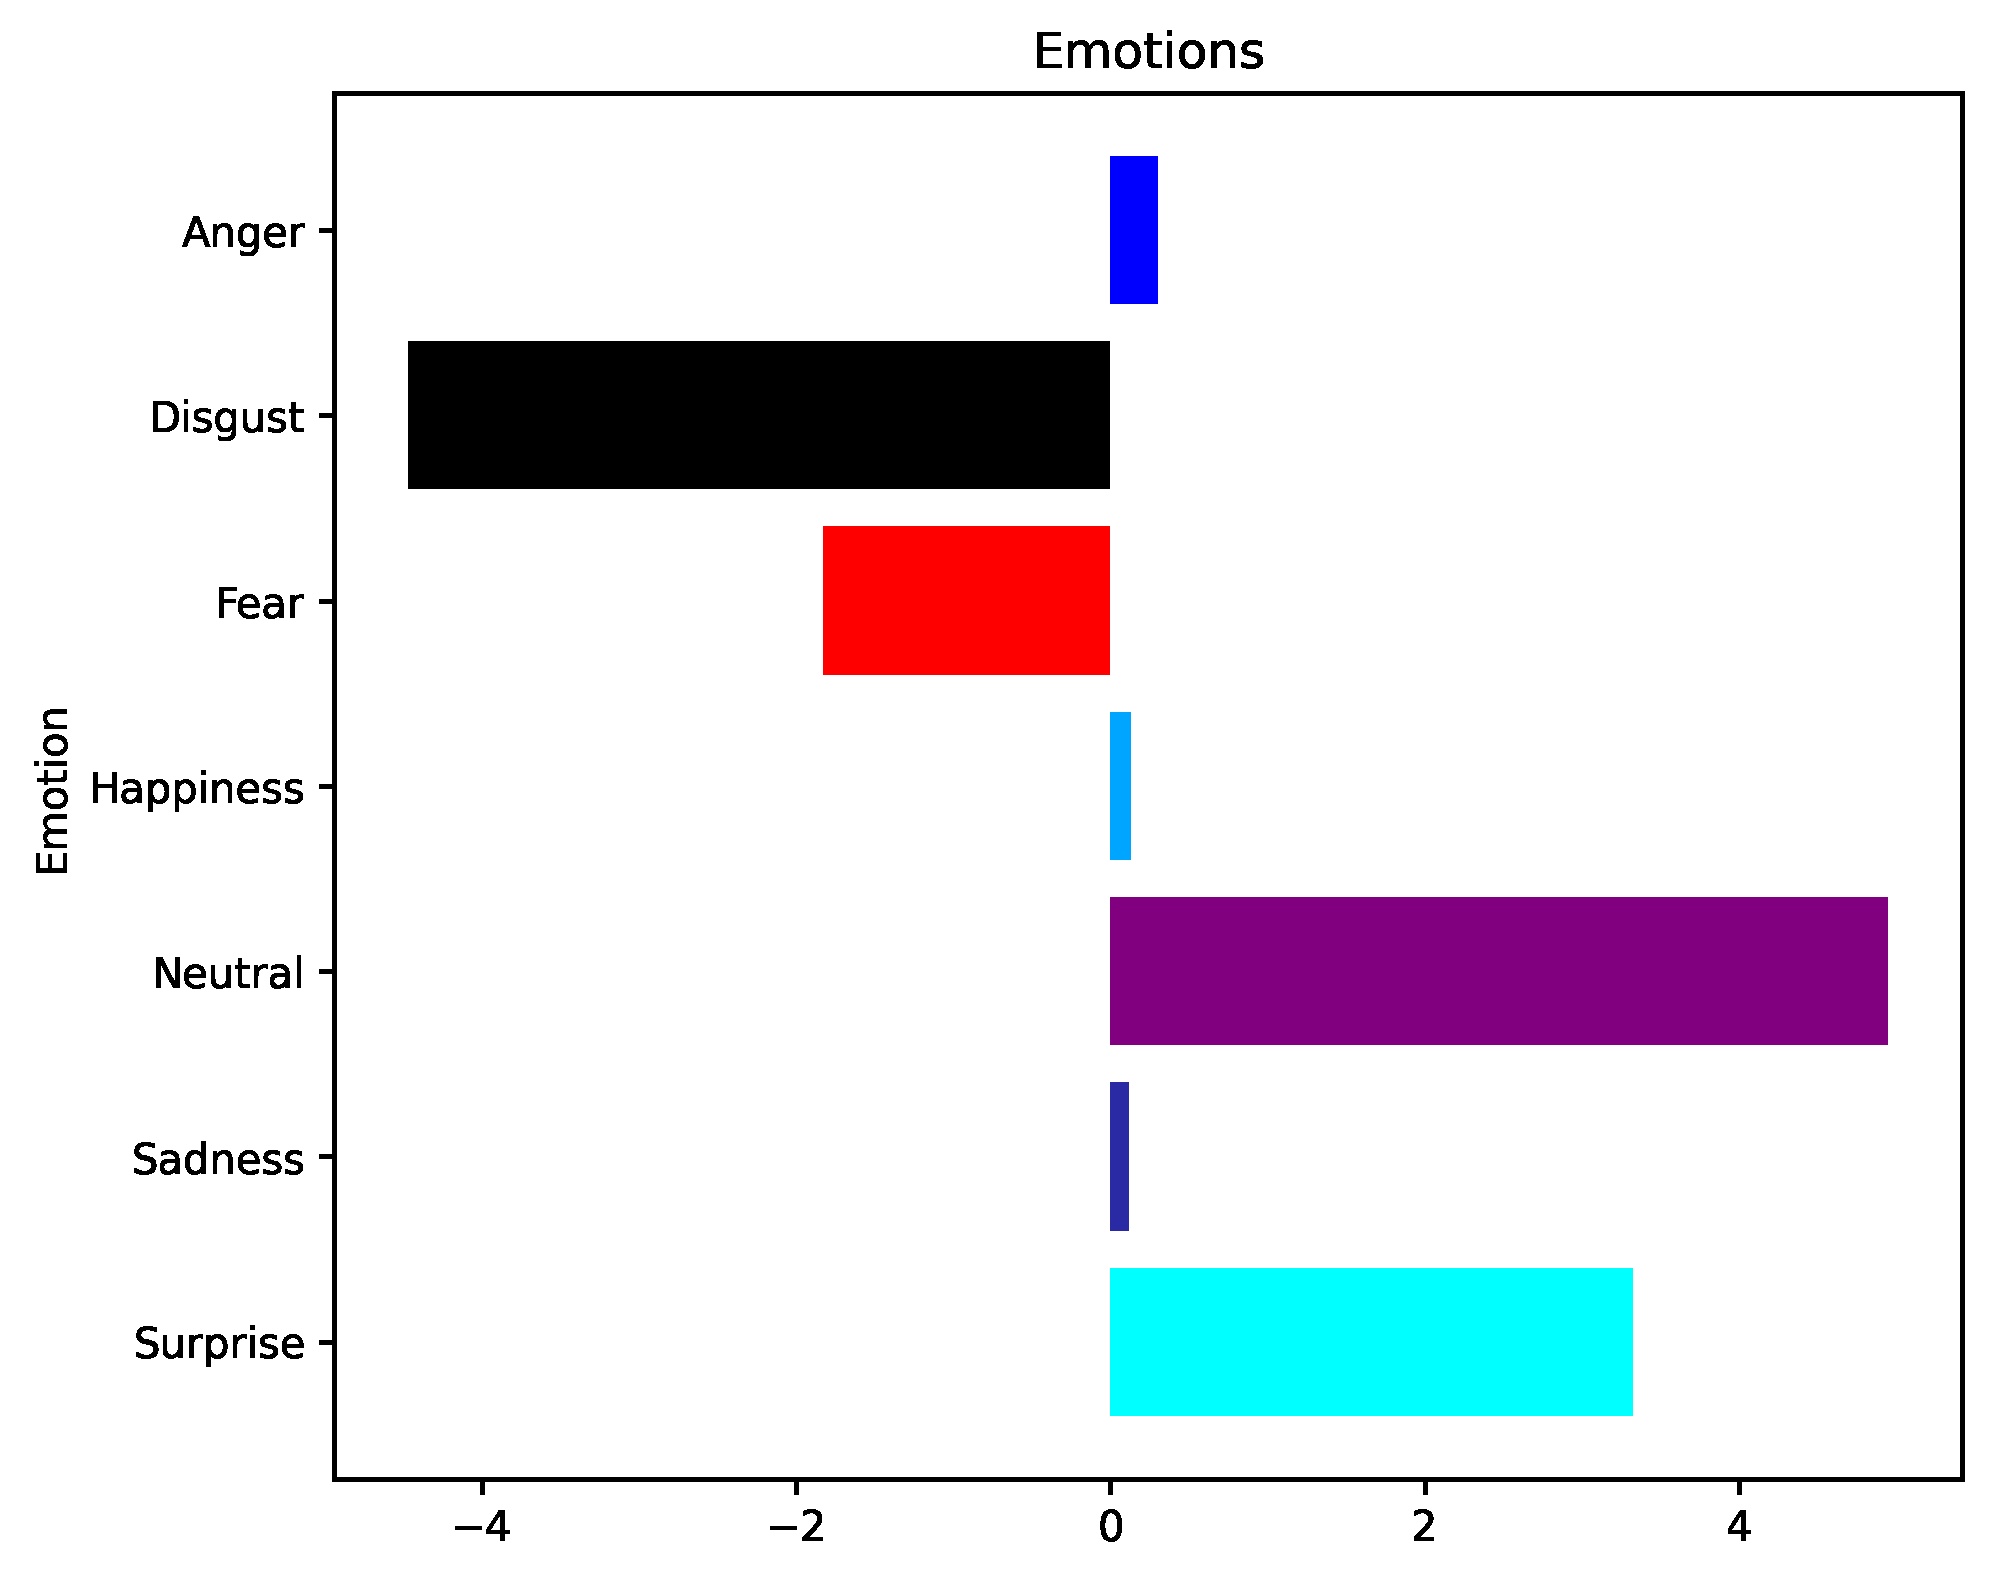 Emotions
Anger
Disgust
Fear
Happiness
Neutral
Sadness
Surprise
Emotion
−4 −2 0 2 4